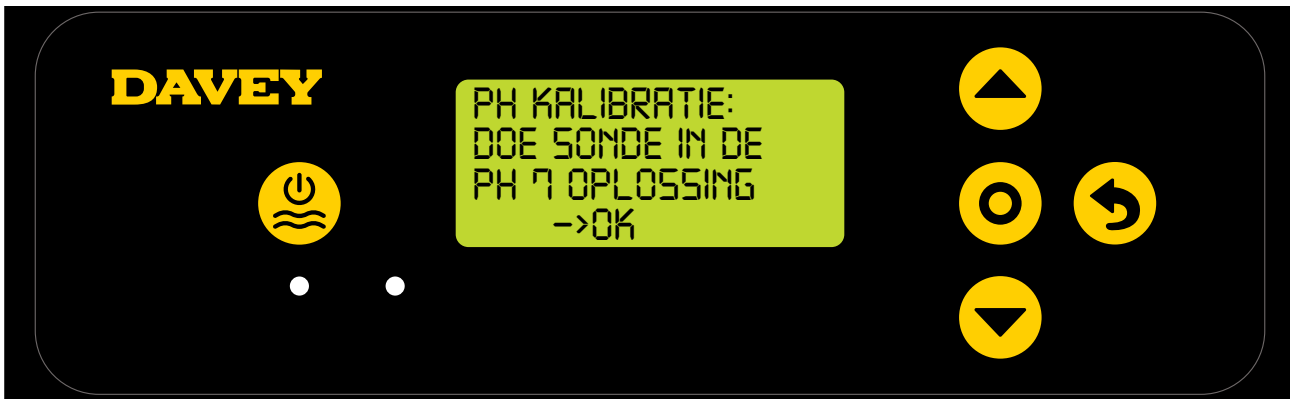 DAVEY
PH KALIBRATIE:
DOE SONDE IN DE
PH 7 OPLOSSING
->OK